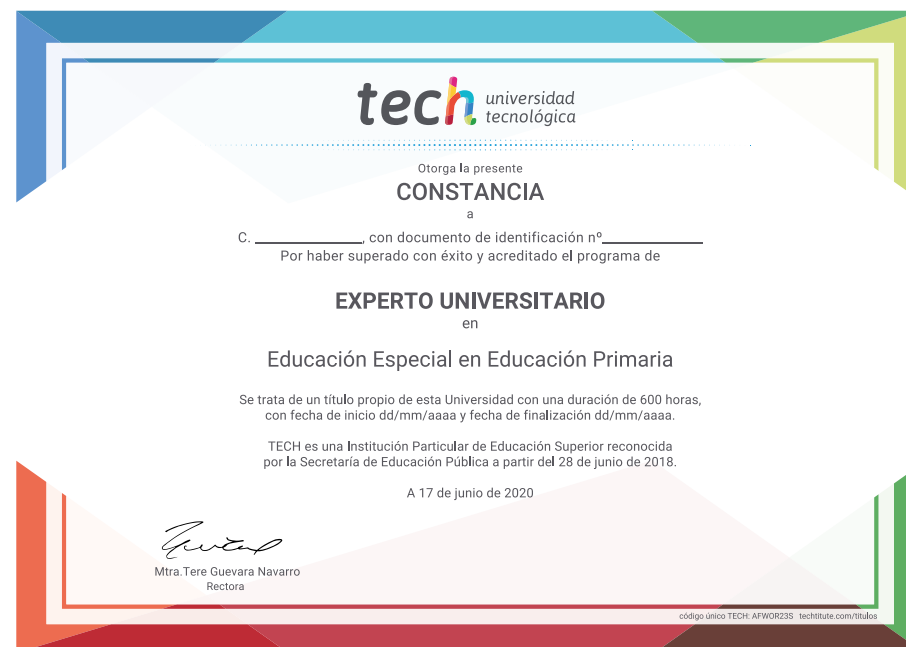 tech universidad
tecnológica
Otorga la presente
CONSTANCIA
a
C. ____________, con documento de identificación nº____________
Por haber superado con éxito y acreditado el programa de
EXPERTO UNIVERSITARIO
en
Educación Especial en Educación Primaria
Se trata de un título propio de esta Universidad con una duración de 600 horas,
con fecha de inicio dd/mm/aaaa y fecha de finalización dd/mm/aaaa.
TECH es una Institución Particular de Educación Superior reconocida
por la Secretaría de Educación Pública a partir del 28 de junio de 2018.
A 17 de junio de 2020
Mtra.Tere Guevara Navarro
Rectora
código único TECH: AFWOR23S techtitute.com/titulos